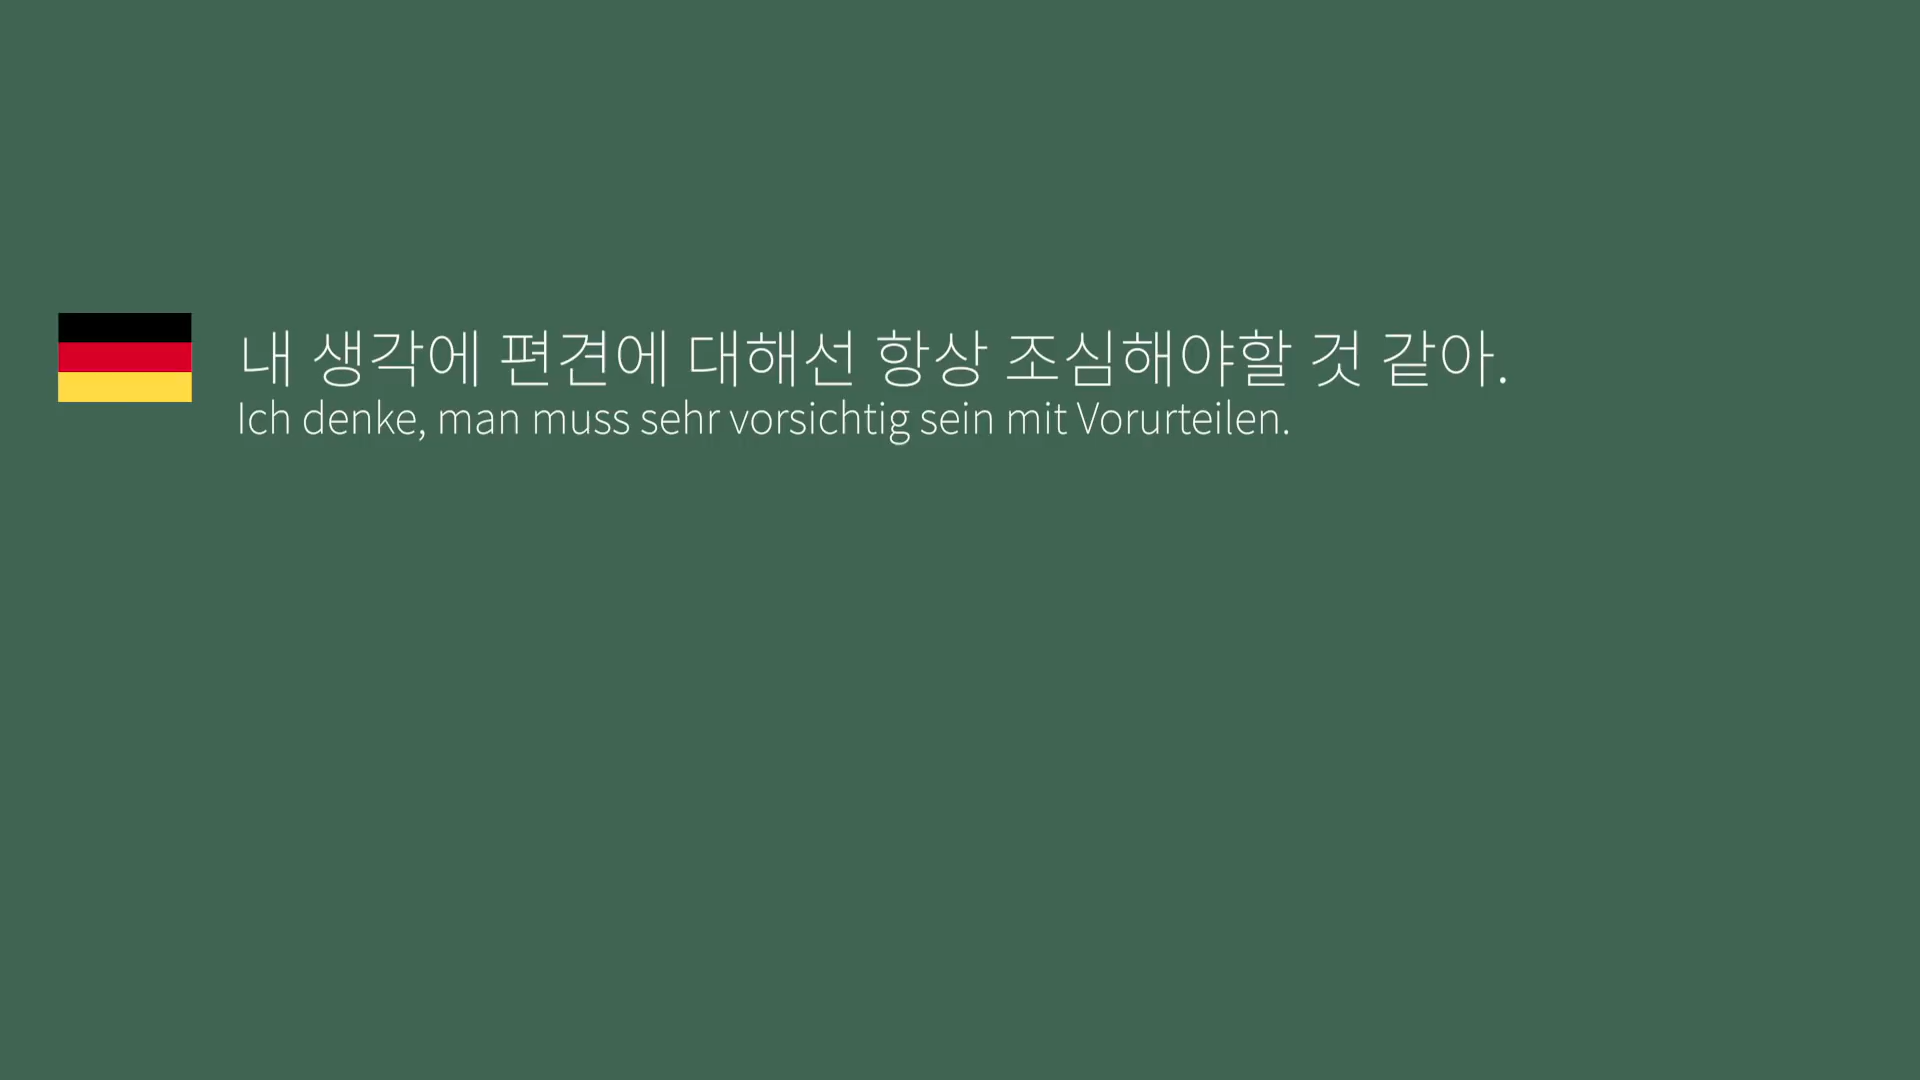 내 생각에 편견에 대해선 항상 조심해야할 것 같아.
Ich denke, man muss sehr vorsichtig sein mit Vorurteilen.